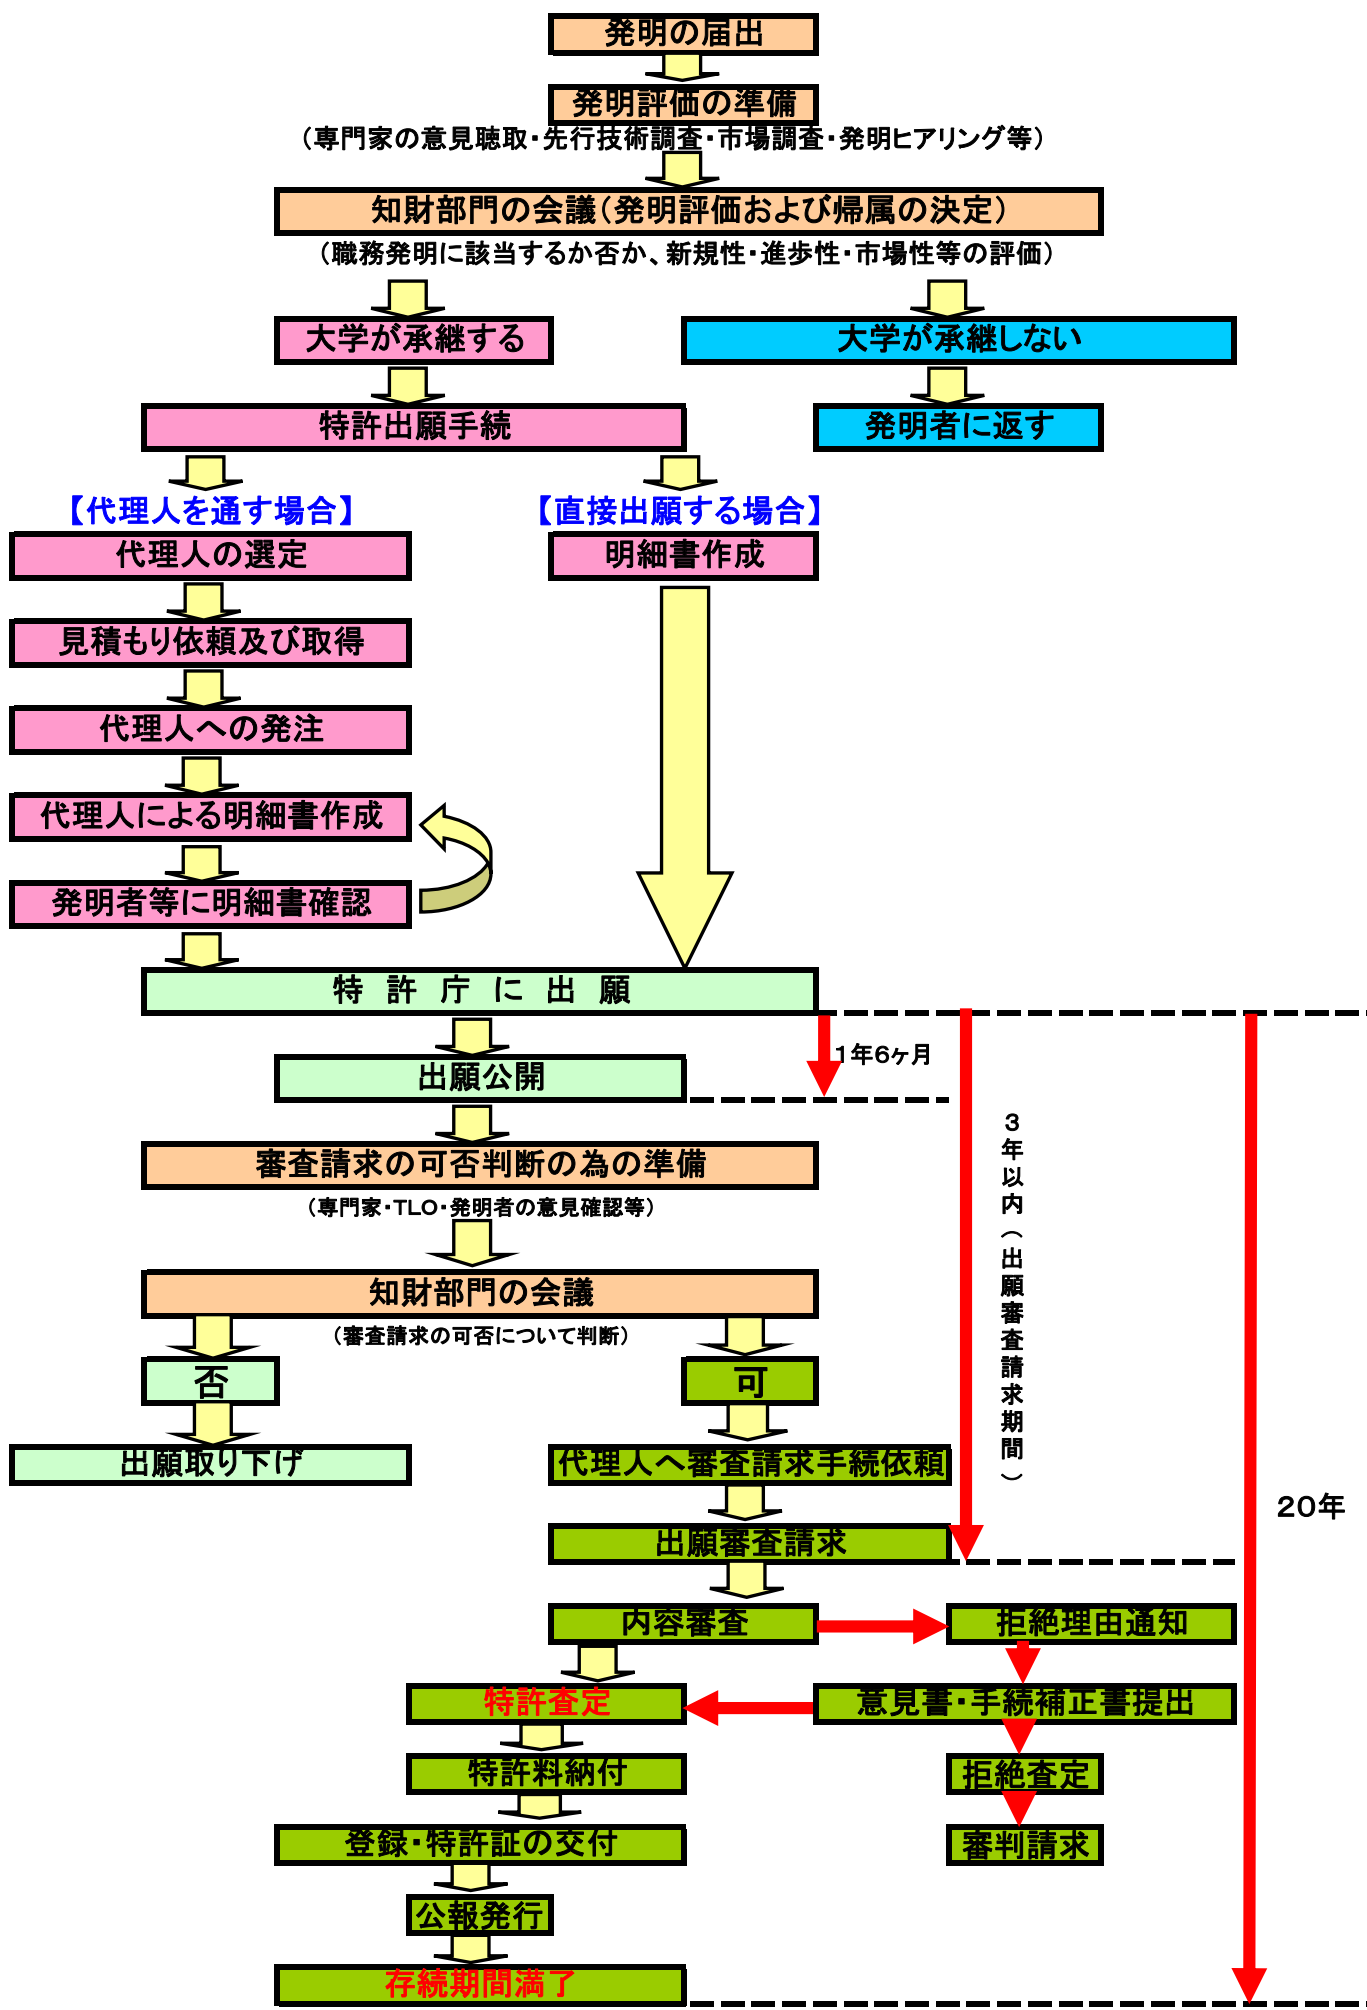 発明の届出
発明評価の準備
（専門家の意見聴取・先行技術調査・市場調査・発明ヒアリング等）
知財部門の会議（発明評価および帰属の決定）
（職務発明に該当するか否か、新規性・進歩性・市場性等の評価）
大学が承継する
大学が承継しない
特許出願手続
発明者に返す
【代理人を通す場合】
【直接出願する場合】
代理人の選定
明細書作成
見積もり依頼及び取得
代理人への発注
代理人による明細書作成
発明者等に明細書確認
特許庁に出願
1年6ヶ月
出願公開
3年以内（出願審査請求期間）
審査請求の可否判断の為の準備
（専門家・TLO・発明者の意見確認等）
知財部門の会議
（審査請求の可否について判断）
否
可
出願取り下げ
代理人へ審査請求手続依頼
20年
出願審査請求
内容審査
拒絶理由通知
特許査定
意見書・手続補正書提出
特許料納付
拒絶査定
登録・特許証の交付
審判請求
公報発行
存続期間満了